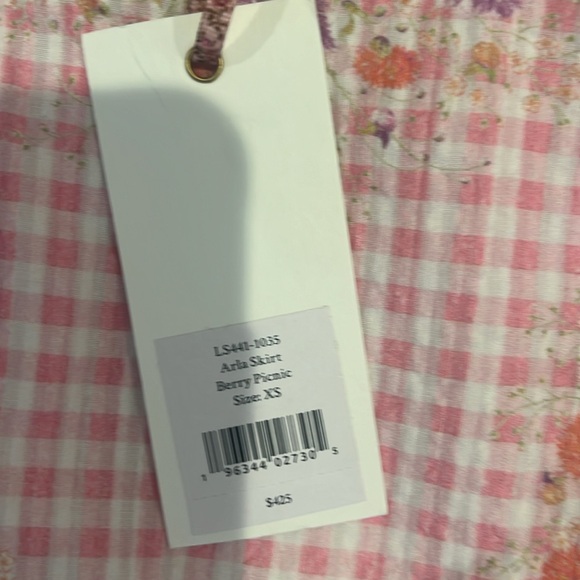 LS441-1035
Arla Skirt
Berry Picnic
Size: XS
1 96344 02730 5
$425